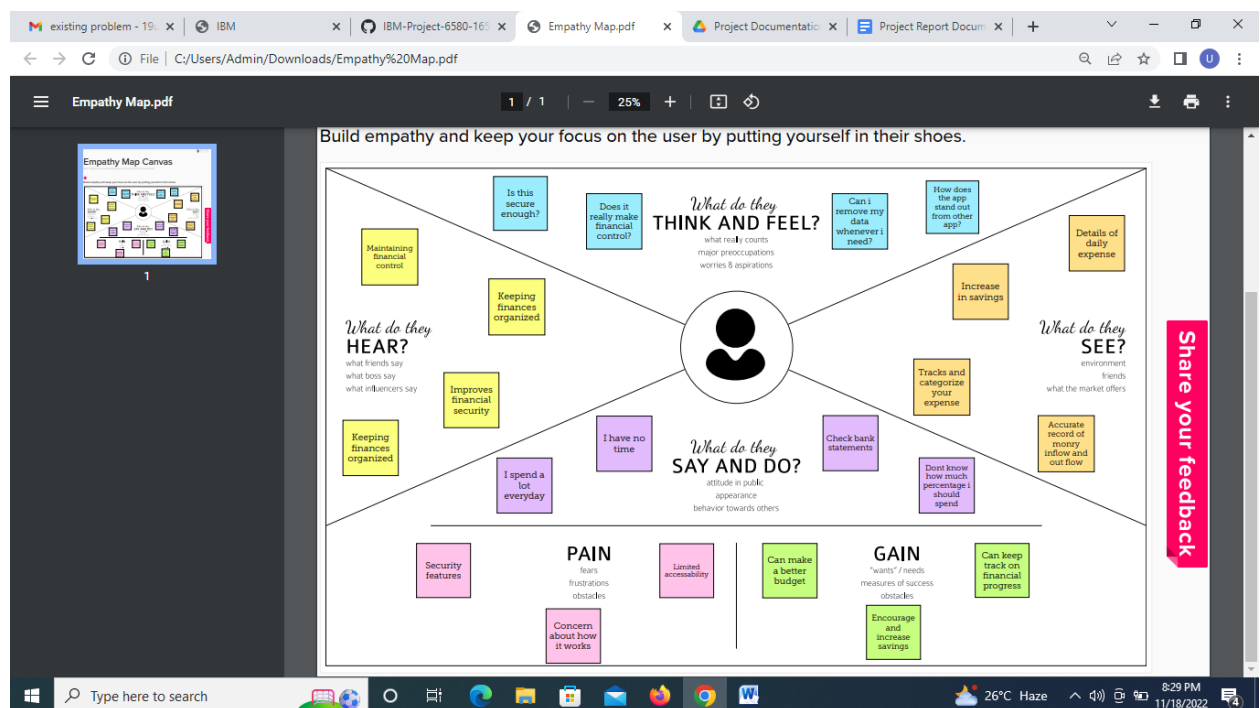 existing problem - 19
IBM
IBM-Project-6580-165
Empathy Map.pdf
Project Documentatio
Project Report Docum
File | C:/Users/Admin/Downloads/Empathy%20Map.pdf
U
Empathy Map.pdf
1 / 1
25%
Empathy Map Canvas
1
Build empathy and keep your focus on the user by putting yourself in their shoes.
What do they
THINK AND FEEL?
what really counts
major preoccupations
worries & aspirations
Is this
secure
enough?
Does it
really make
financial
control?
Can i
remove my
data
whenever i
need?
How does
the app
stand out
from other
app?
What do they
HEAR?
what friends say
what boss say
what influencers say
Maintaining
financial
control
Keeping
finances
organized
Improves
financial
security
Keeping
finances
organized
What do they
SEE?
environment
friends
what the market offers
Details of
daily
expense
Increase
in savings
Tracks and
categorize
your
expense
Accurate
record of
monry
inflow and
out flow
What do they
SAY AND DO?
attitude in public
appearance
behavior towards others
I have no
time
I spend a
lot
everyday
Check bank
statements
Dont know
how much
percentage i
should
spend
PAIN
fears
frustrations
obstacles
Security
features
Limited
accessability
Concern
about how
it works
GAIN
"wants" / needs
measures of success
obstacles
Can make
a better
budget
Can keep
track on
financial
progress
Encourage
and
increase
savings
Share your feedback
Type here to search
26°C Haze
8:29 PM
11/18/2022
4